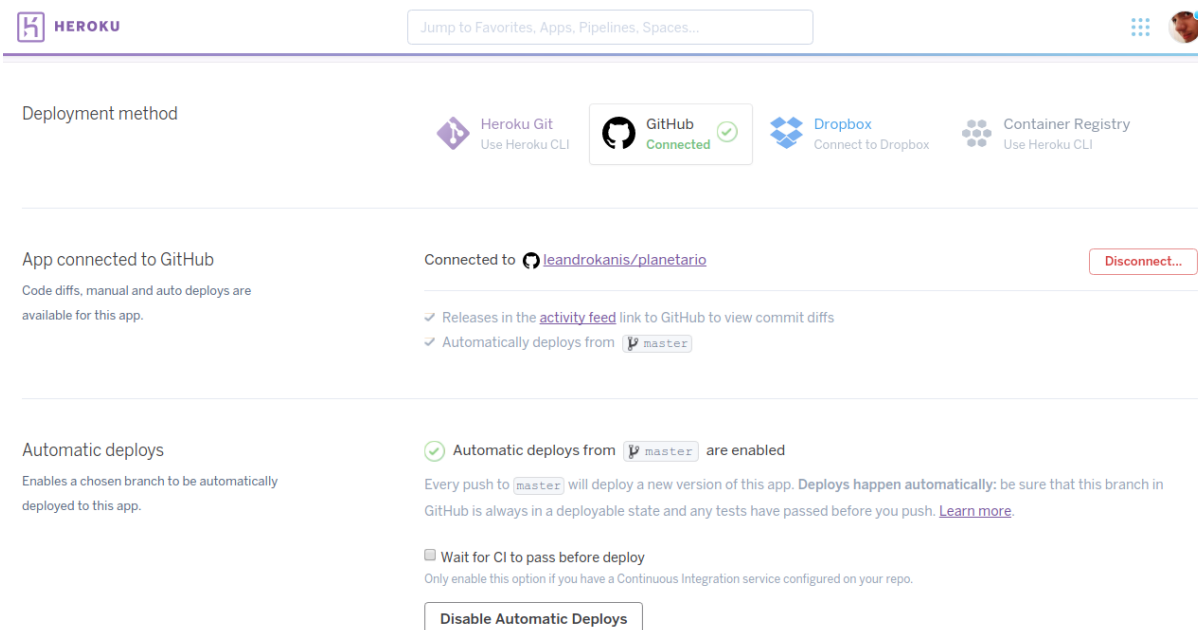 HEROKU
Jump to Favorites, Apps, Pipelines, Spaces...
Deployment method
Heroku Git
Use Heroku CLI
GitHub
Connected
Dropbox
Connect to Dropbox
Container Registry
Use Heroku CLI
App connected to GitHub
Code diffs, manual and auto deploys are
available for this app.
Connected to leandrokanis/planetario
Disconnect...
Releases in the activity feed link to GitHub to view commit diffs
Automatically deploys from master
Automatic deploys
Enables a chosen branch to be automatically
deployed to this app.
Automatic deploys from master are enabled
Every push to master will deploy a new version of this app. Deploys happen automatically: be sure that this branch in
GitHub is always in a deployable state and any tests have passed before you push. Learn more.
Wait for CI to pass before deploy
Only enable this option if you have a Continuous Integration service configured on your repo.
Disable Automatic Deploys